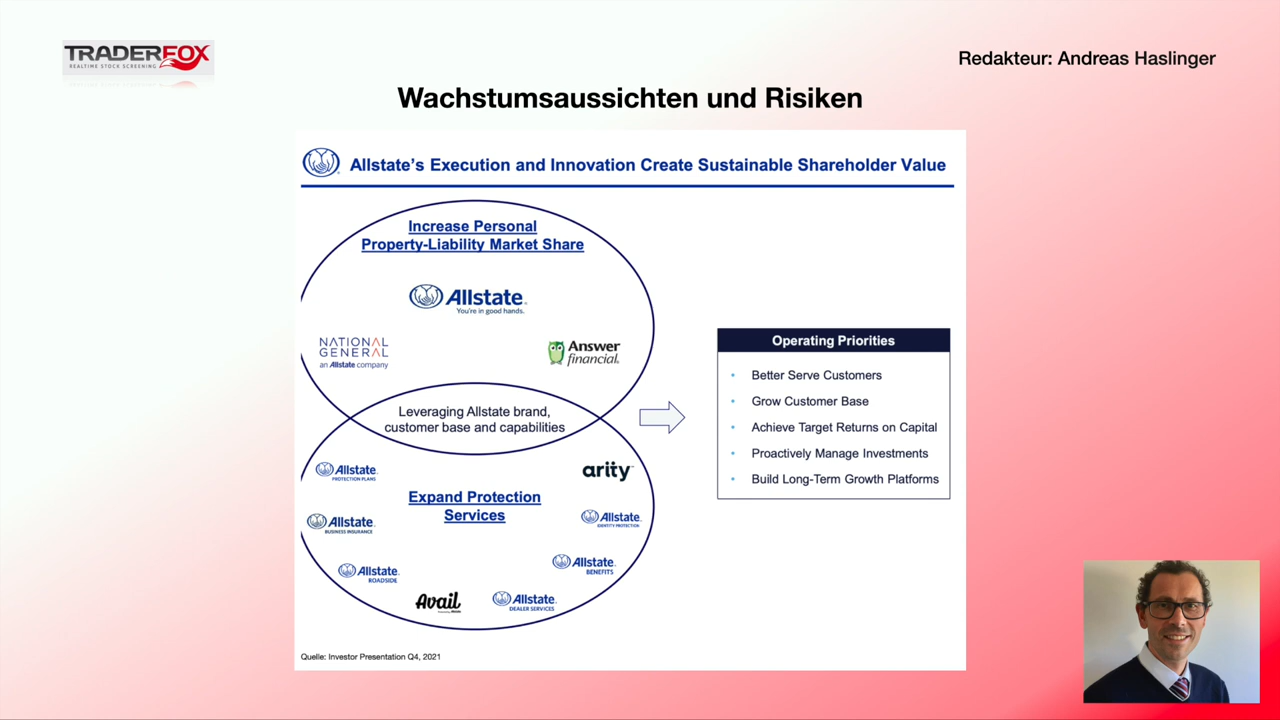 TRADERFOX
REALTIME STOCK SCREENING
Redakteur: Andreas Haslinger
Wachstumsaussichten und Risiken
Allstate's Execution and Innovation Create Sustainable Shareholder Value
Increase Personal
Property-Liability Market Share
Allstate.
You're in good hands.
NATIONAL
GENERAL
an Allstate company
Answer
financial.
Leveraging Allstate brand,
customer base and capabilities
Operating Priorities
• Better Serve Customers
• Grow Customer Base
• Achieve Target Returns on Capital
• Proactively Manage Investments
• Build Long-Term Growth Platforms
Allstate.
PROTECTION PLANS
arity
Expand Protection
Services
Allstate.
BUSINESS INSURANCE
Allstate.
IDENTITY PROTECTION
Allstate.
ROADSIDE
Allstate.
BENEFITS
Avail
Allstate.
DEALER SERVICES
Quelle: Investor Presentation Q4, 2021